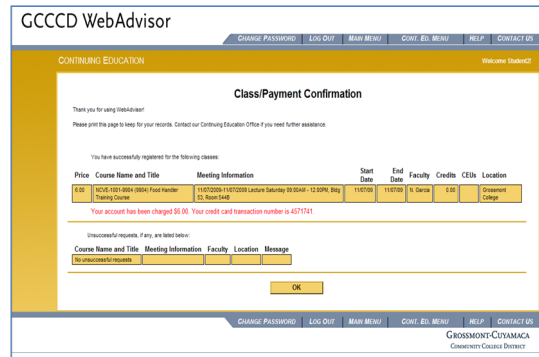 GCCCD WebAdvisor
CHANGE PASSWORD LOG OUT MAIN MENU CONT. ED. MENU HELP CONTACT US
CONTINUING EDUCATION Welcome Student2!
Class/Payment Confirmation
Thank you for using WebAdvisor!
Please print this page to keep for your records. Contact our Continuing Education Office if you need further assistance.
You have successfully registered for the following classes:
Price Course Name and Title Meeting Information Start Date End Date Faculty Credits CEUs Location
6.00 NCVE-1001-9904 (9904) Food Handler Training Course 11/07/2009-11/07/2009 Lecture Saturday 09:00AM - 12:00PM, Bldg 53, Room 544B 11/07/09 11/07/09 N. Garcia 0.00 Grossmont College
Your account has been charged $6.00. Your credit card transaction number is 4571741.
Unsuccessful requests, if any, are listed below:
Course Name and Title Meeting Information Faculty Location Message
No unsuccessful requests
OK
CHANGE PASSWORD LOG OUT MAIN MENU CONT. ED. MENU HELP CONTACT US
GROSSMONT-CUYAMACA
COMMUNITY COLLEGE DISTRICT